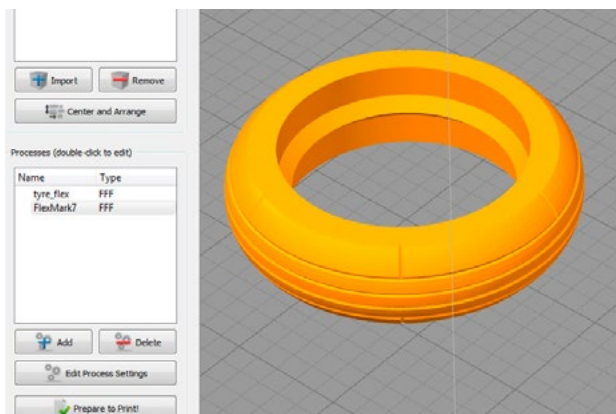 Import Remove
Center and Arrange
Processes (double-click to edit)
Name Type
tyre_flex FFF
FlexMark7 FFF
Add Delete
Edit Process Settings
Prepare to Print!